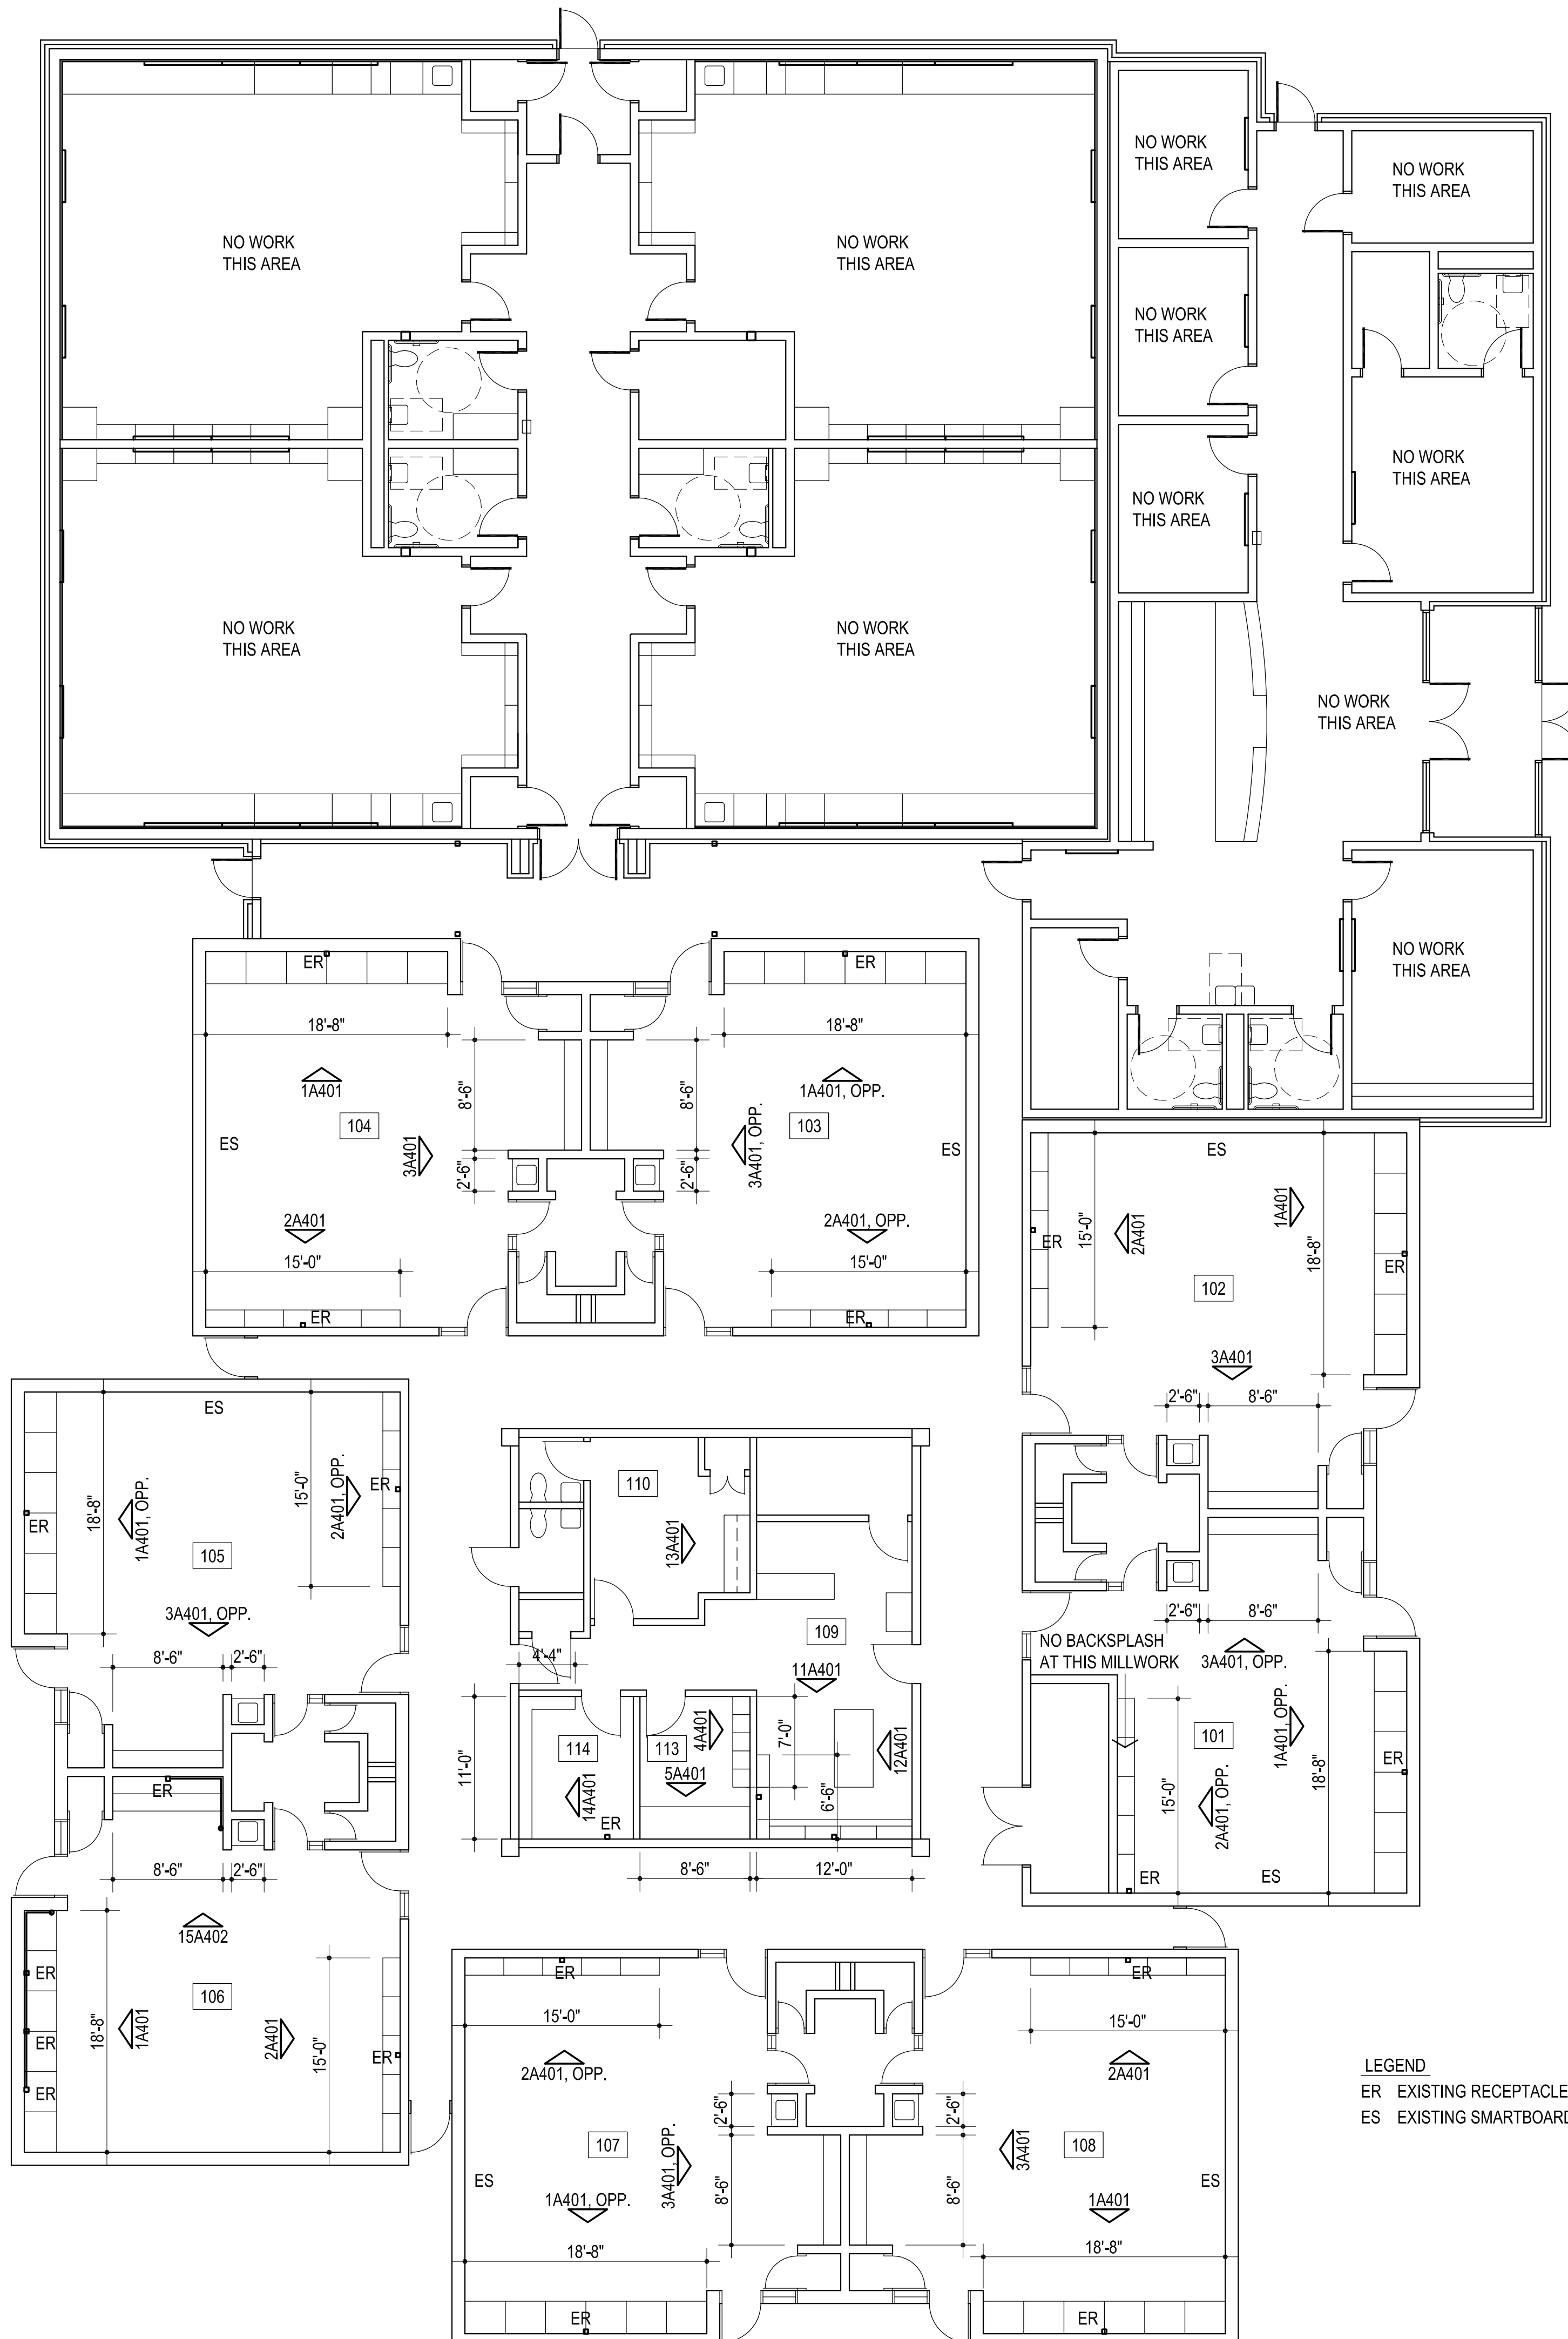 NO WORK
THIS AREA
NO WORK
THIS AREA
NO WORK
THIS AREA
NO WORK
THIS AREA
NO WORK
THIS AREA
NO WORK
THIS AREA
NO WORK
THIS AREA
NO WORK
THIS AREA
NO WORK
THIS AREA
NO WORK
THIS AREA
NO WORK
THIS AREA
ER
18'-8"
1A401
104
ES
3A401
8'-6"
2'-6"
2A401
15'-0"
ER
ER
18'-8"
1A401, OPP.
103
ES
3A401, OPP.
8'-6"
2'-6"
2A401, OPP.
15'-0"
ER
ES
1A401
2A401
15'-0"
ER
18'-8"
ER
102
3A401
2'-6"
8'-6"
ES
18'-8"
1A401, OPP.
ER
15'-0"
2A401, OPP.
ER
105
3A401, OPP.
8'-6"
2'-6"
110
13A401
109
4'-4"
11A401
11'-0"
114
14A401
ER
113
4A401
5A401
7'-0"
6'-6"
12A401
8'-6"
12'-0"
2'-6"
8'-6"
NO BACKSPLASH
AT THIS MILLWORK
3A401, OPP.
101
1A401, OPP.
18'-8"
ER
15'-0"
2A401, OPP.
ER
ES
ER
8'-6"
2'-6"
15A402
ER
ER
ER
18'-8"
1A401
106
2A401
15'-0"
ER
ER
15'-0"
2A401, OPP.
107
ES
3A401, OPP.
2'-6"
8'-6"
1A401, OPP.
18'-8"
ER
ER
15'-0"
2A401
108
ES
3A401
2'-6"
8'-6"
1A401
18'-8"
ER
LEGEND
ER EXISTING RECEPTACLE
ES EXISTING SMARTBOARD